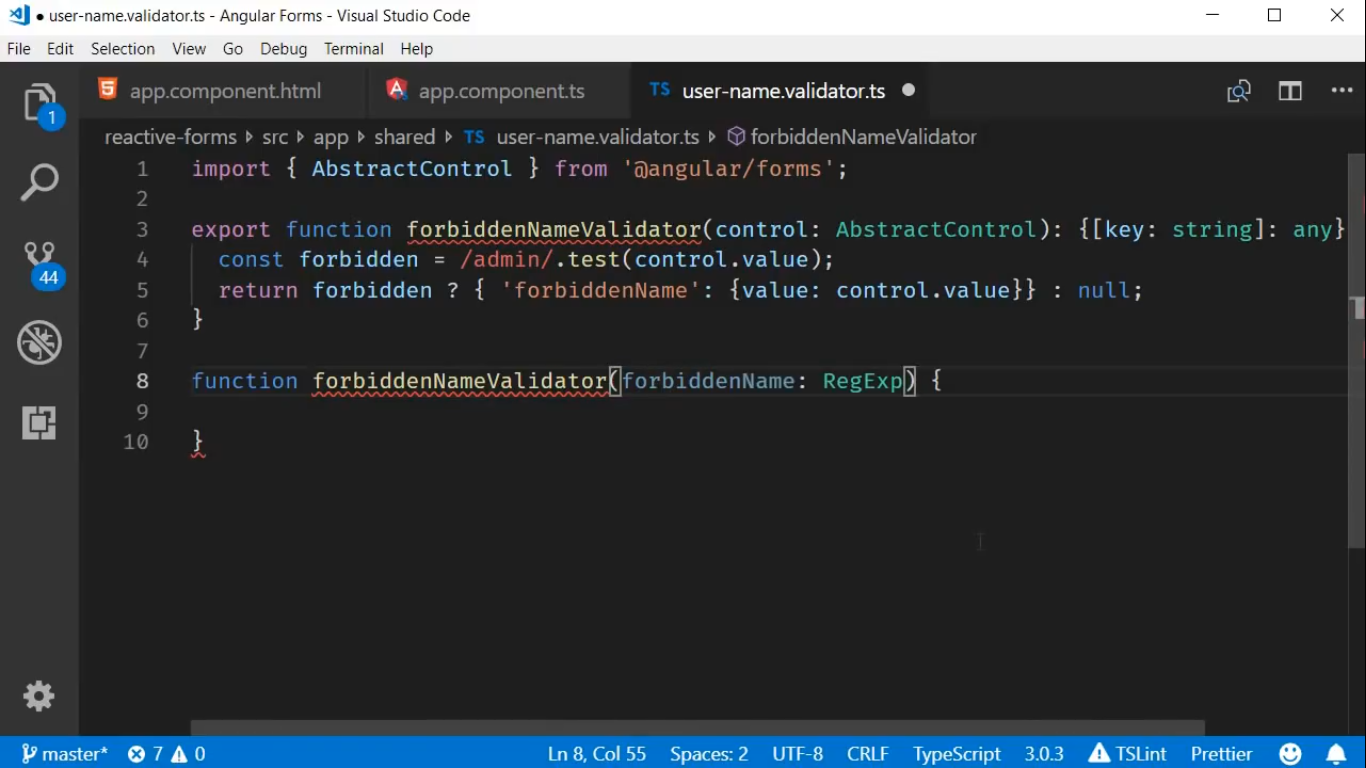 ● user-name.validator.ts - Angular Forms - Visual Studio Code
File Edit Selection View Go Debug Terminal Help
app.component.html app.component.ts TS user-name.validator.ts ●
1
reactive-forms src app shared TS user-name.validator.ts forbiddenNameValidator
1 import { AbstractControl } from '@angular/forms';
2
3 export function forbiddenNameValidator(control: AbstractControl): {[key: string]: any}
4 const forbidden = /admin/.test(control.value);
44
5 return forbidden ? { 'forbiddenName': {value: control.value}} : null;
6 }
7
8 function forbiddenNameValidator(forbiddenName: RegExp) {
9
10 }
master* 7 0 Ln 8, Col 55 Spaces: 2 UTF-8 CRLF TypeScript 3.0.3 TSLint Prettier